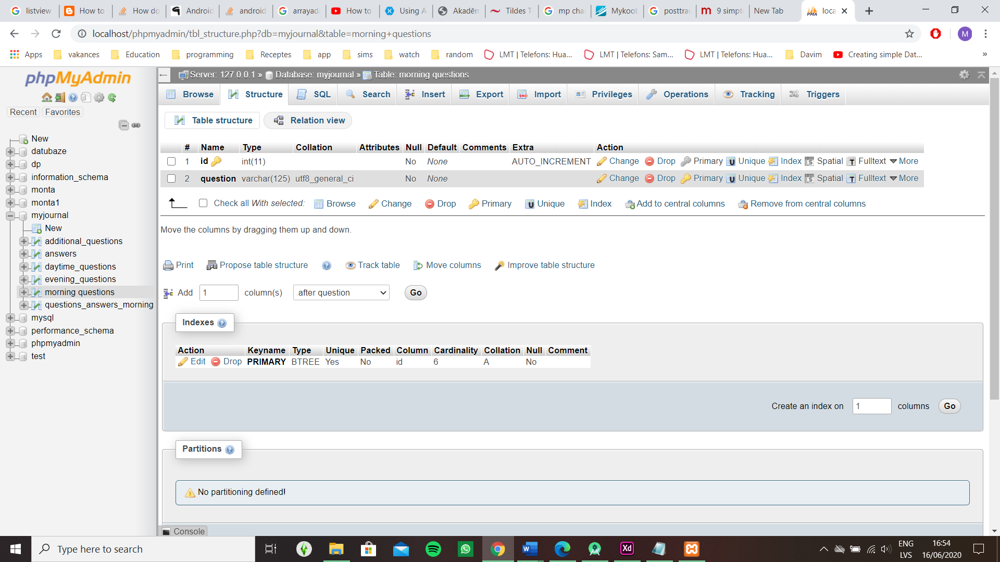 listview
How to
How do
Android
android
arrayad
How to
Using A
Akadēm
Tildes T
mp cha
Mykoob
posttrau
9 simpt
New Tab
loca
localhost/phpmyadmin/tbl_structure.php?db=myjournal&table=morning+questions
M
Apps
vakances
Education
programming
Receptes
app
sims
watch
random
LMT | Telefons: Hua...
LMT | Telefons: Sam...
LMT | Telefons: Hua...
Davim
Creating simple Dat...
»
phpMyAdmin
Recent
Favorites
New
datubaze
dp
information_schema
monta
monta1
myjournal
New
additional_questions
answers
daytime_questions
evening_questions
morning questions
questions_answers_morning
mysql
performance_schema
phpmyadmin
test
Server: 127.0.0.1 » Database: myjournal » Table: morning questions
Browse
Structure
SQL
Search
Insert
Export
Import
Privileges
Operations
Tracking
Triggers
Table structure
Relation view
# Name Type Collation Attributes Null Default Comments Extra Action
1 id int(11) No None AUTO_INCREMENT Change Drop Primary Unique Index Spatial Fulltext More
2 question varchar(125) utf8_general_ci No None Change Drop Primary Unique Index Spatial Fulltext More
Check all With selected: Browse Change Drop Primary Unique Index Add to central columns Remove from central columns
Move the columns by dragging them up and down.
Print Propose table structure Track table Move columns Improve table structure
Add 1 column(s) after question Go
Indexes
Action Keyname Type Unique Packed Column Cardinality Collation Null Comment
Edit Drop PRIMARY BTREE Yes No id 6 A No
Create an index on 1 columns Go
Partitions
No partitioning defined!
Console
Type here to search
Xd
ENG
LVS
16:54
16/06/2020